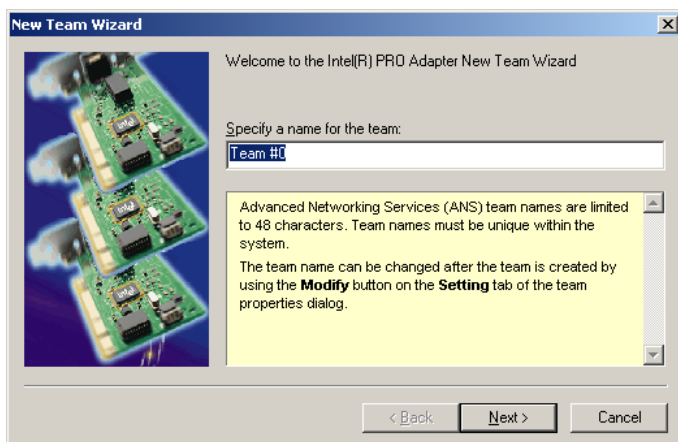 New Team Wizard
Welcome to the Intel(R) PRO Adapter New Team Wizard
Specify a name for the team:
Team #0
Advanced Networking Services (ANS) team names are limited
to 48 characters. Team names must be unique within the
system.
The team name can be changed after the team is created by
using the Modify button on the Setting tab of the team
properties dialog.
intel
intel
intel
< Back
Next >
Cancel